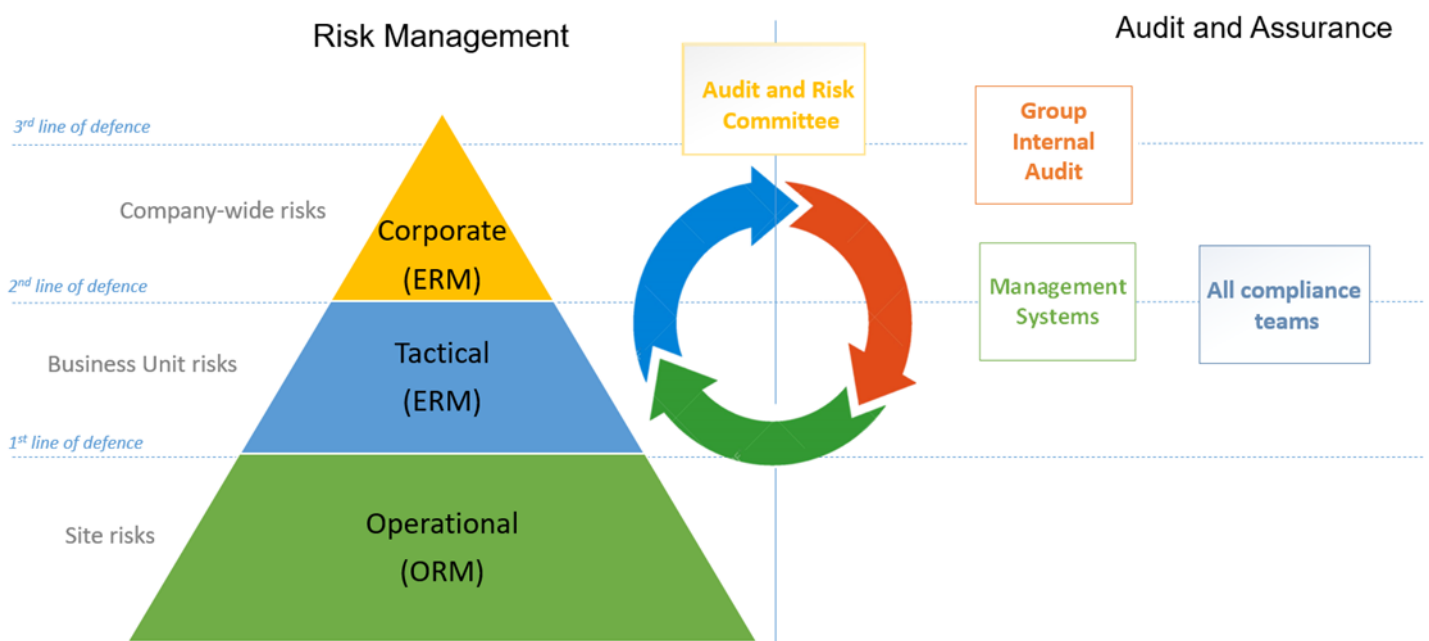 Risk Management
Audit and Assurance
Audit and Risk
Committee
Group
Internal
Audit
3rd line of defence
Company-wide risks
Corporate
(ERM)
Management
Systems
All compliance
teams
2nd line of defence
Business Unit risks
Tactical
(ERM)
1st line of defence
Site risks
Operational
(ORM)